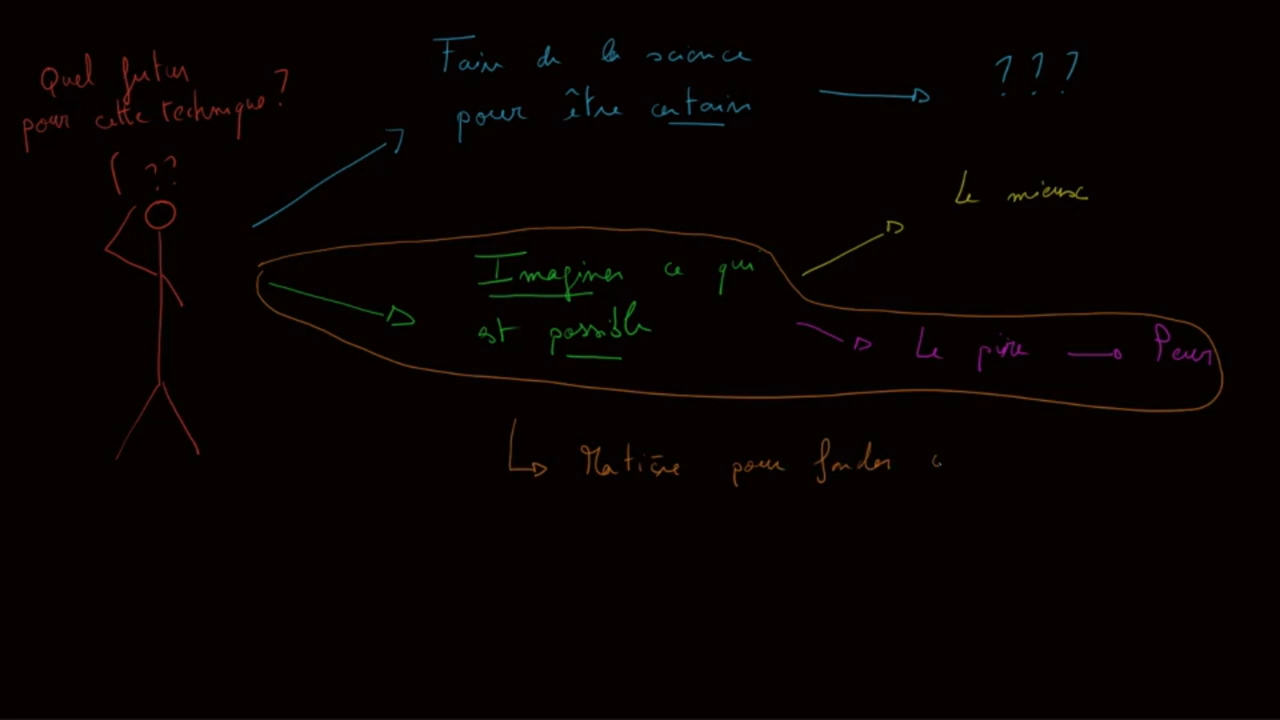 Quel futur
pour cette technique ?
??
Faire de la science
pour être certain
? ? ?
Le mieux
Imaginer ce qui
est possible
Le pire
Peur
Matière pour fonder